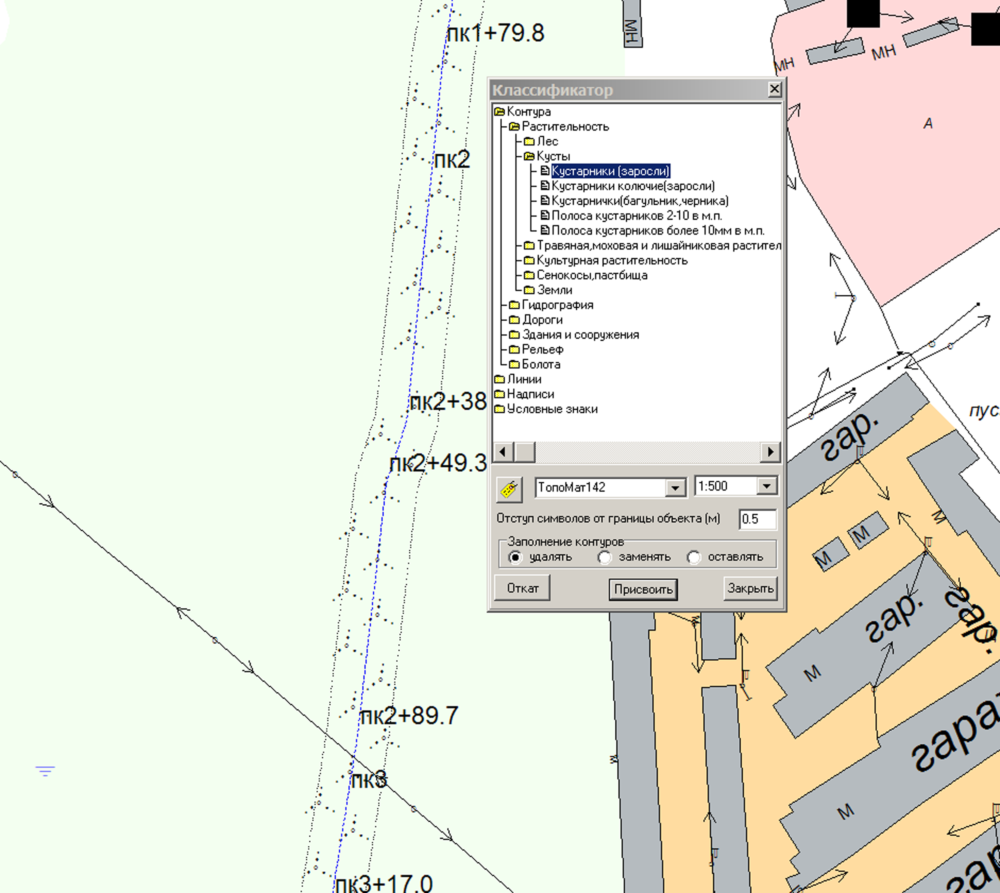 пк1+79.8
МН
МН
МН
А
пк2
пк2+38
пк2+49.3
пк2+89.7
пк3
пк3+17.0
Классификатор
Контура
Растительность
Лес
Кусты
Кустарники (заросли)
Кустарники колючие(заросли)
Кустарнички(багульник,черника)
Полоса кустарников 2-10 в м.п.
Полоса кустарников более 10мм в м.п.
Травяная,моховая и лишайниковая растител
Культурная растительность
Сенокосы,пастбища
Земли
Гидрография
Дороги
Здания и сооружения
Рельеф
Болота
Линии
Надписи
Условные знаки
ТопоМат142
1:500
Отступ символов от границы объекта (м)
0.5
Заполнение контуров
удалять
заменять
оставлять
Откат
Присвоить
Закрыть
пус
гар.
М
М
М
гар.
гар.
М
гара
М
гар